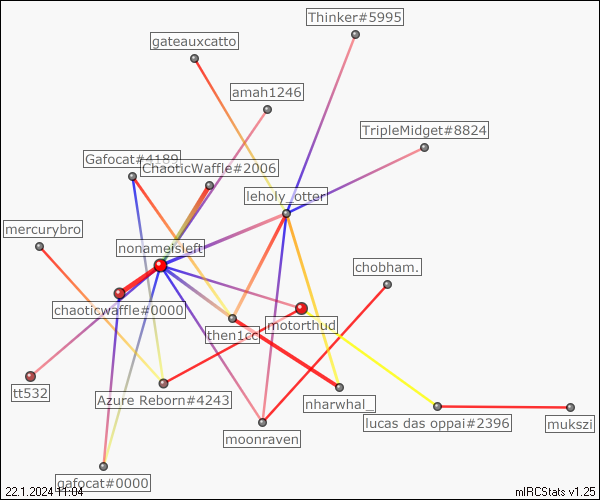 Thinker#5995
gateauxcatto
amah1246
TripleMidget#8824
Gafocat#4189
ChaoticWaffle#2006
leholy_otter
mercurybro
nonameisleft
chobham.
chaoticwaffle#0000
motorthud
then1cc
tt532
Azure Reborn#4243
nharwhal_
lucas das oppai#2396
mukszi
moonraven
gafocat#0000
22.1.2024 11:04
mIRCStats v1.25